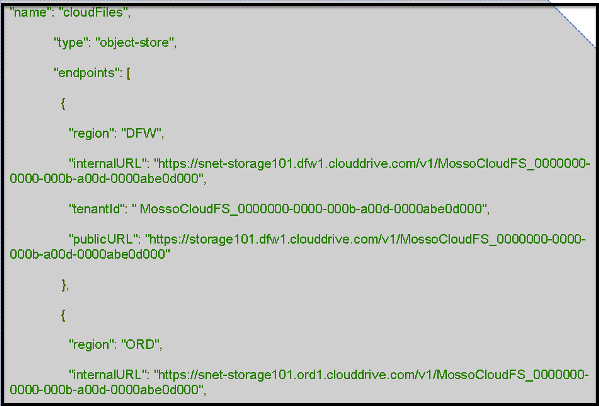 "name": "cloudFiles",
"type": "object-store",
"endpoints": [
{
"region": "DFW",
"internalURL": "https://snet-storage101.dfw1.clouddrive.com/v1/MossoCloudFS_0000000-
0000-000b-a00d-0000abe0d000",
"tenantId": " MossoCloudFS_0000000-0000-000b-a00d-0000abe0d000",
"publicURL": "https://storage101.dfw1.clouddrive.com/v1/MossoCloudFS_0000000-0000-
000b-a00d-0000abe0d000"
},
{
"region": "ORD",
"internalURL": "https://snet-storage101.ord1.clouddrive.com/v1/MossoCloudFS_0000000-
0000-000b-a00d-0000abe0d000",